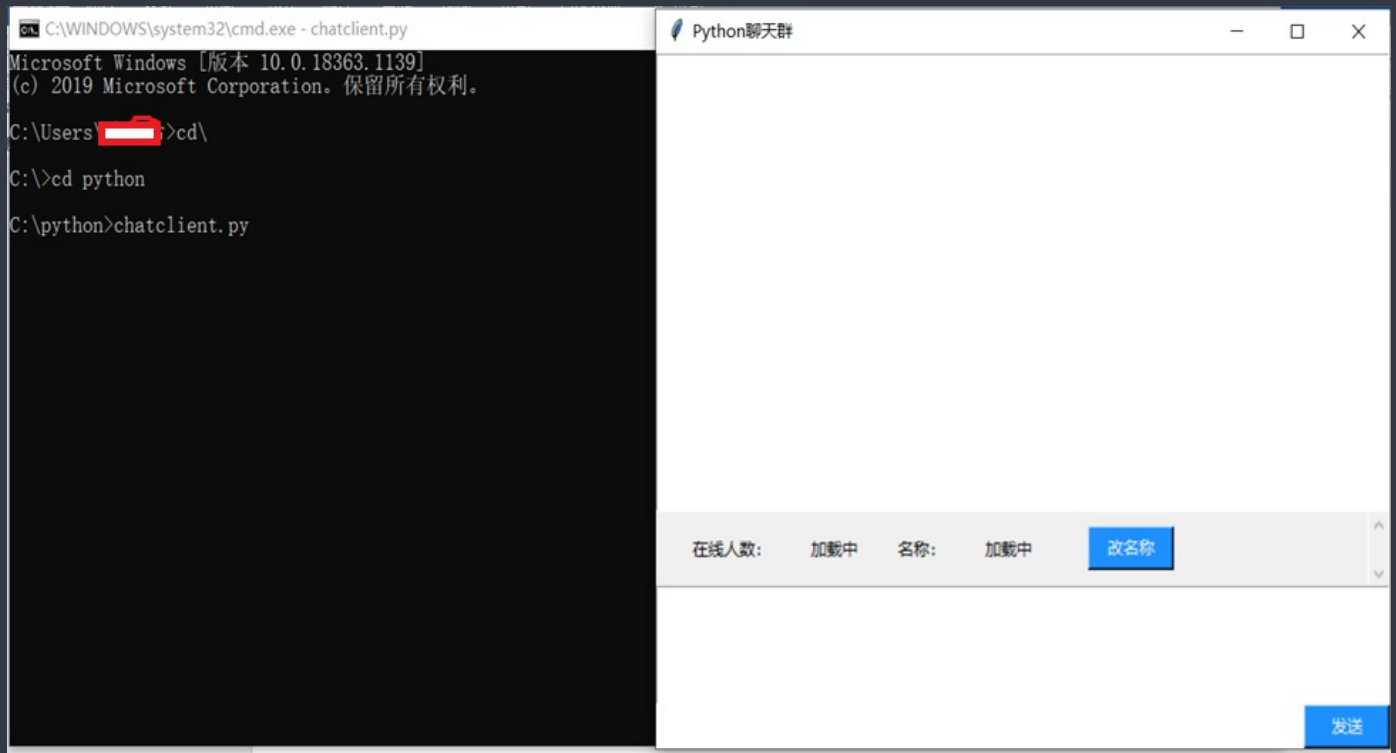 C:\WINDOWS\system32\cmd.exe - chatclient.py
Microsoft Windows [版本 10.0.18363.1139]
(c) 2019 Microsoft Corporation。保留所有权利。
C:\Users\ >cd\
C:\>cd python
C:\python>chatclient.py
Python聊天群
在线人数: 加载中 名称: 加载中 改名称
发送